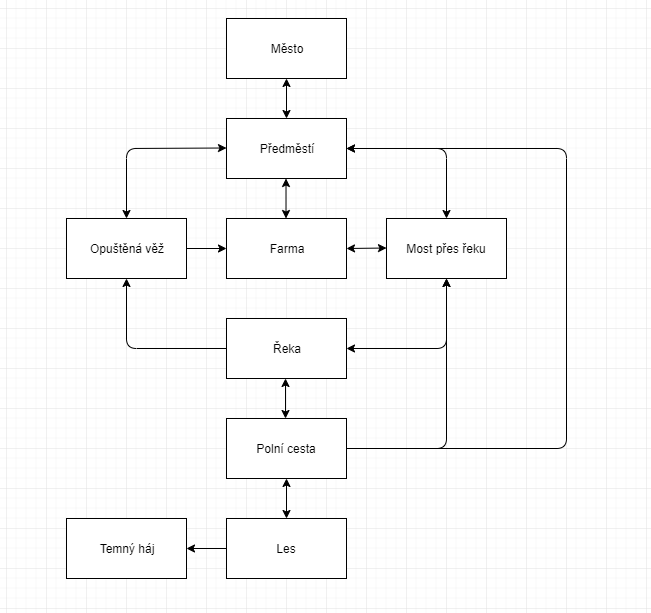 Město
Předměstí
Opuštěná věž
Farma
Most přes řeku
Řeka
Polní cesta
Temný háj
Les